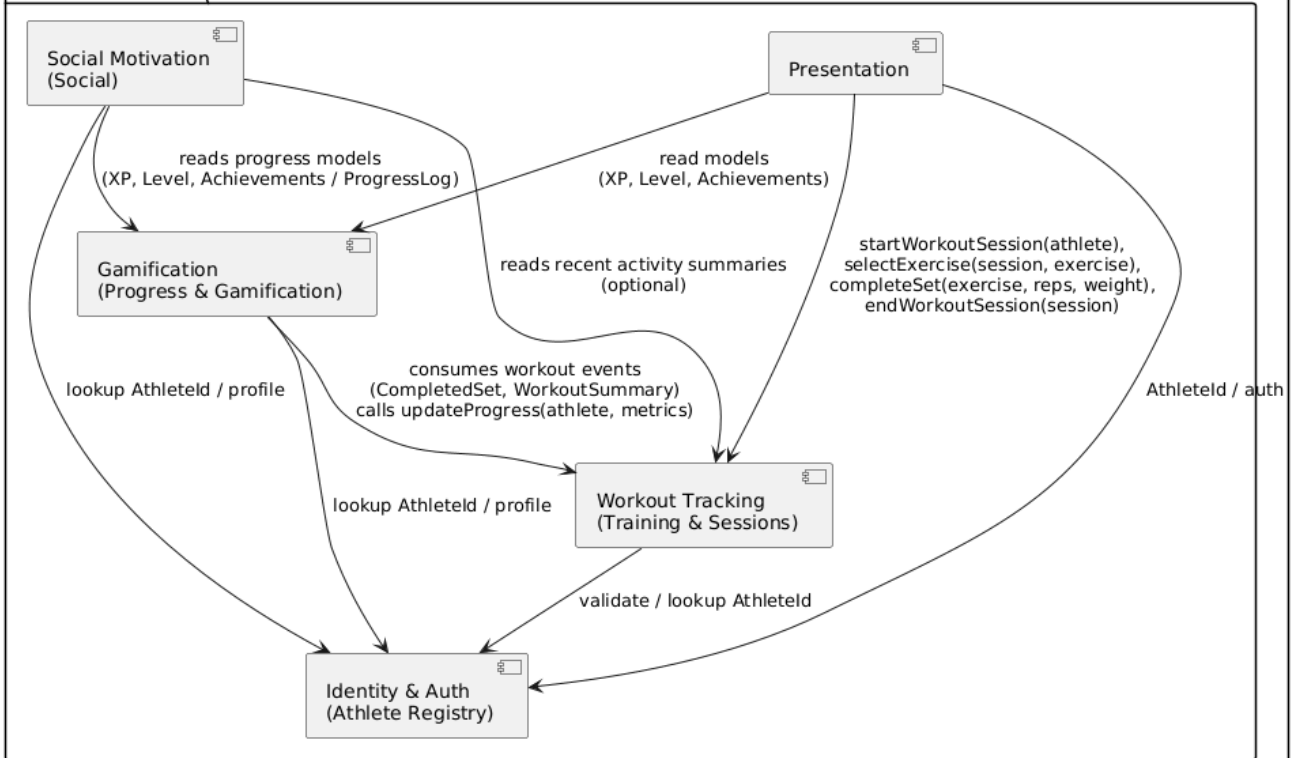 Social Motivation
(Social)
Presentation
reads progress models
(XP, Level, Achievements / ProgressLog)
read models
(XP, Level, Achievements)
Gamification
(Progress & Gamification)
reads recent activity summaries
(optional)
startWorkoutSession(athlete),
selectExercise(session, exercise),
completeSet(exercise, reps, weight),
endWorkoutSession(session)
lookup AthleteId / profile
consumes workout events
(CompletedSet, WorkoutSummary)
calls updateProgress(athlete, metrics)
AthleteId / auth
lookup AthleteId / profile
Workout Tracking
(Training & Sessions)
validate / lookup AthleteId
Identity & Auth
(Athlete Registry)